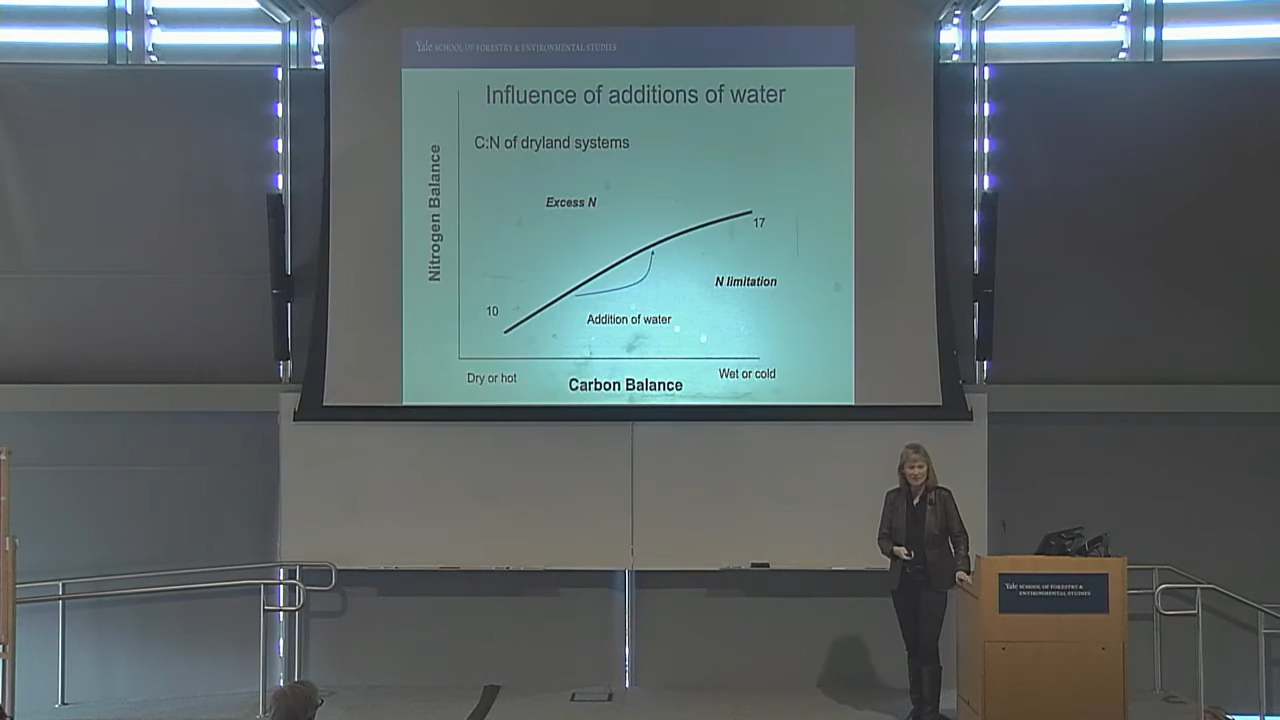 Yale SCHOOL OF FORESTRY & ENVIRONMENTAL STUDIES
Influence of additions of water
C:N of dryland systems
Nitrogen Balance
Excess N
17
N limitation
10
Addition of water
Dry or hot
Carbon Balance
Wet or cold
Yale SCHOOL OF FORESTRY &
ENVIRONMENTAL STUDIES